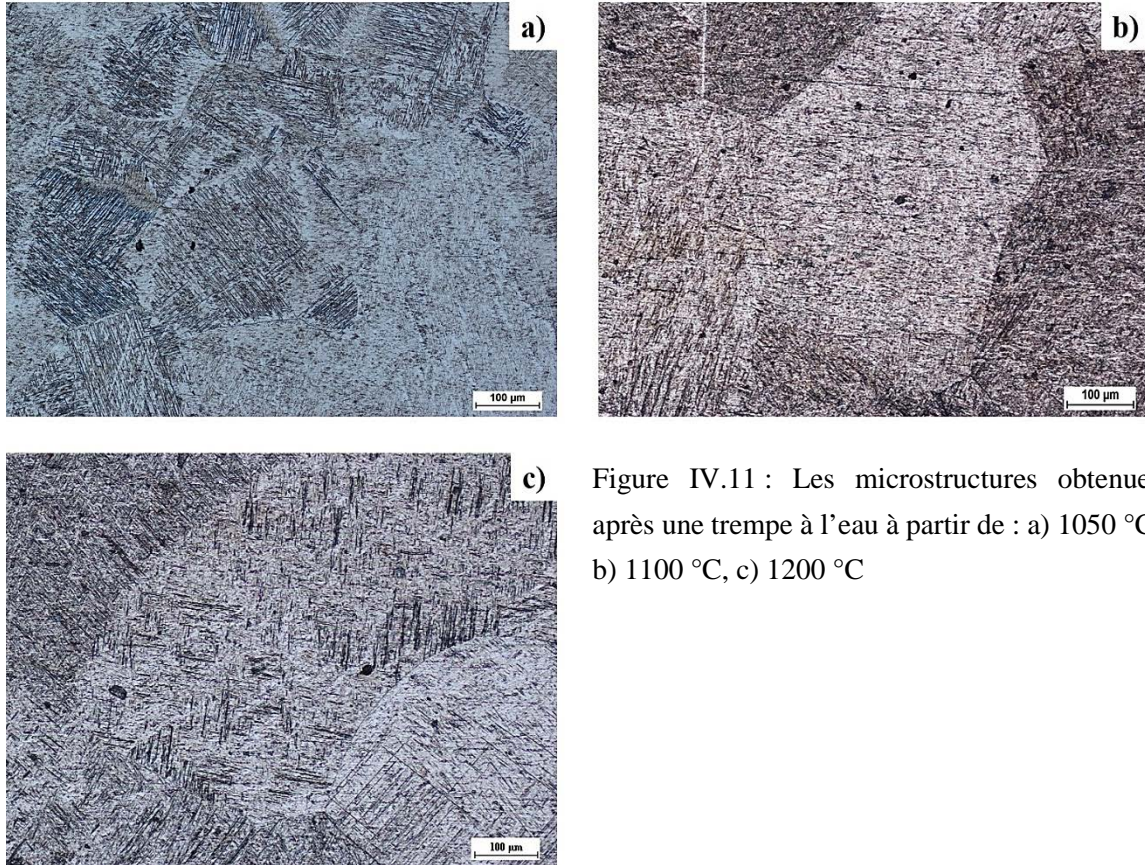 a)
100 µm
b)
100 µm
c)
100 µm
Figure IV.11 : Les microstructures obtenue
après une trempe à l’eau à partir de : a) 1050 °C
b) 1100 °C, c) 1200 °C